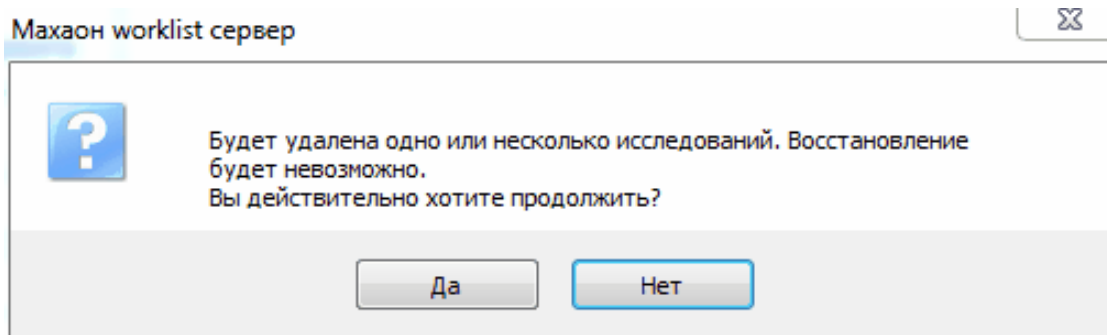 Махаон worklist сервер
Будет удалена одно или несколько исследований. Восстановление
будет невозможно.
Вы действительно хотите продолжить?
Да
Нет